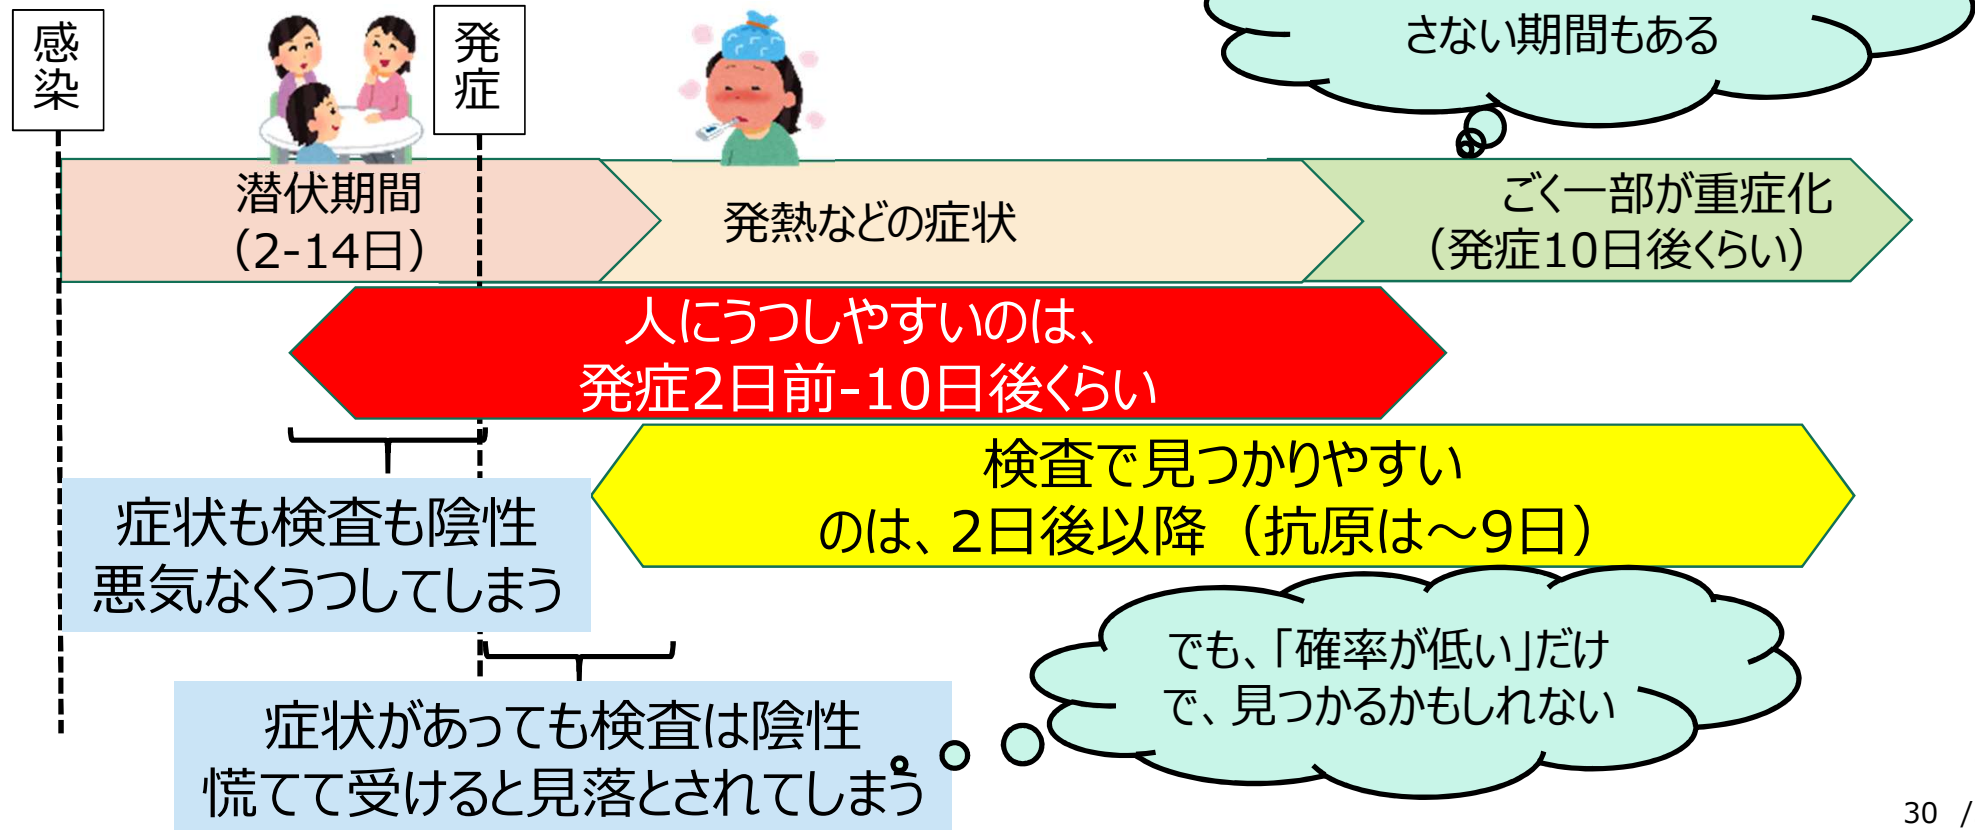 感染
発症
さない期間もある
潜伏期間
（2-14日）
発熱などの症状
ごく一部が重症化
（発症10日後くらい）
人にうつしやすいのは、
発症2日前-10日後くらい
検査で見つかりやすい
のは、2日後以降（抗原は～9日）
症状も検査も陰性
悪気なくうつしてしまう
でも、「確率が低い」だけ
で、見つかるかもしれない
症状があっても検査は陰性
慌てて受けると見落とされてしまう
30 /